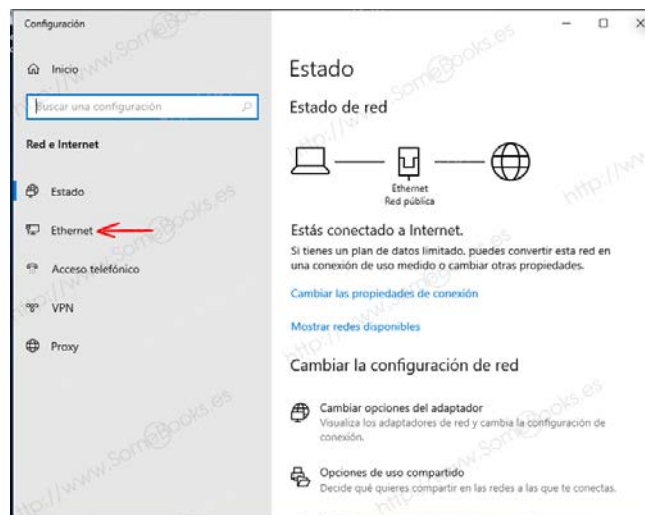 Configuración
Inicio
Buscar una configuración
Red e Internet
Estado
Ethernet
Acceso telefónico
VPN
Proxy
Estado
Estado de red
Ethernet
Red pública
Estás conectado a Internet.
Si tienes un plan de datos limitado, puedes convertir esta red en
una conexión de uso medido o cambiar otras propiedades.
Cambiar las propiedades de conexión
Mostrar redes disponibles
Cambiar la configuración de red
Cambiar opciones del adaptador
Visualiza los adaptadores de red y cambia la configuración de
conexión.
Opciones de uso compartido
Decide qué quieres compartir en las redes a las que te conectas.
http://www.SomeBooks.es